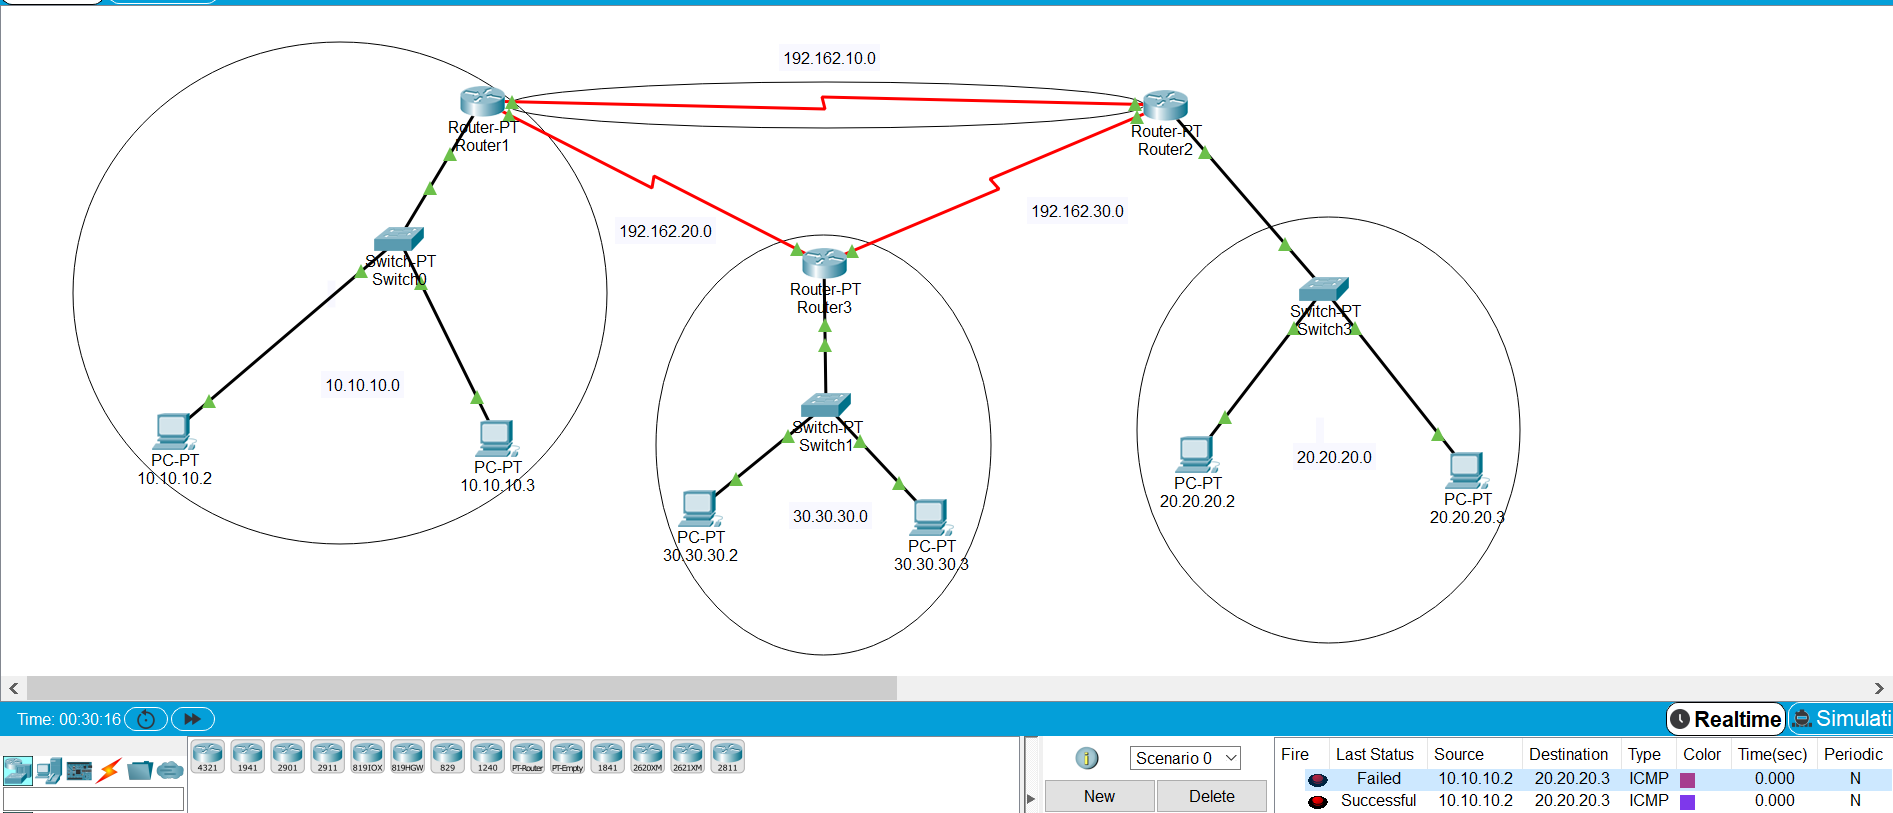 192.162.10.0
Router-PT
Router1
Router-PT
Router2
192.162.20.0
192.162.30.0
Switch-PT
Switch0
Router-PT
Router3
Switch-PT
Switch3
10.10.10.0
PC-PT
10.10.10.2
PC-PT
10.10.10.3
Switch-PT
Switch1
30.30.30.0
PC-PT
30.30.30.2
PC-PT
30.30.30.3
20.20.20.0
PC-PT
20.20.20.2
PC-PT
20.20.20.3
Time: 00:30:16
Realtime
Simulati
4321 1941 2901 2911 819IOX 819HGW 829 1240 PT-Router PT-Empty 1841 2620XM 2621XM 2811
Scenario 0
New Delete
Fire Last Status Source Destination Type Color Time(sec) Periodic
Failed 10.10.10.2 20.20.20.3 ICMP 0.000 N
Successful 10.10.10.2 20.20.20.3 ICMP 0.000 N